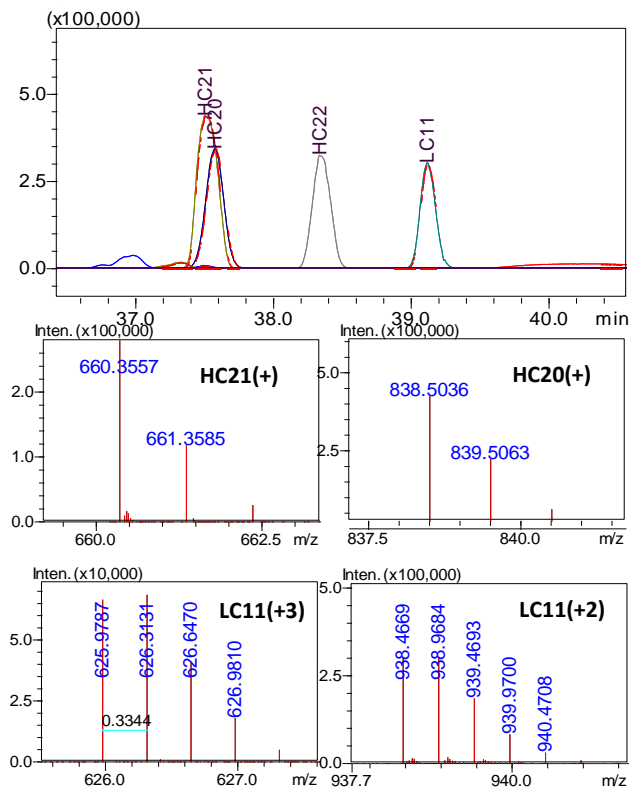 (x100,000)
5.0
2.5
0.0
HC21
HC20
HC22
LC11
37.0 38.0 39.0 40.0 min
Inten. (x100,000)
2.0
1.0
0.0
660.3557
661.3585
HC21(+)
660.0 662.5 m/z
Inten. (x100,000)
5.0
2.5
838.5036
839.5063
HC20(+)
837.5 840.0 m/z
Inten. (x10,000)
5.0
2.5
0.0
625.9787
626.3131
626.6470
626.9810
0.3344
LC11(+3)
626.0 627.0 m/z
Inten. (x100,000)
5.0
2.5
0.0
938.4669
938.9684
939.4693
939.9700
940.4708
LC11(+2)
937.7 940.0 m/z